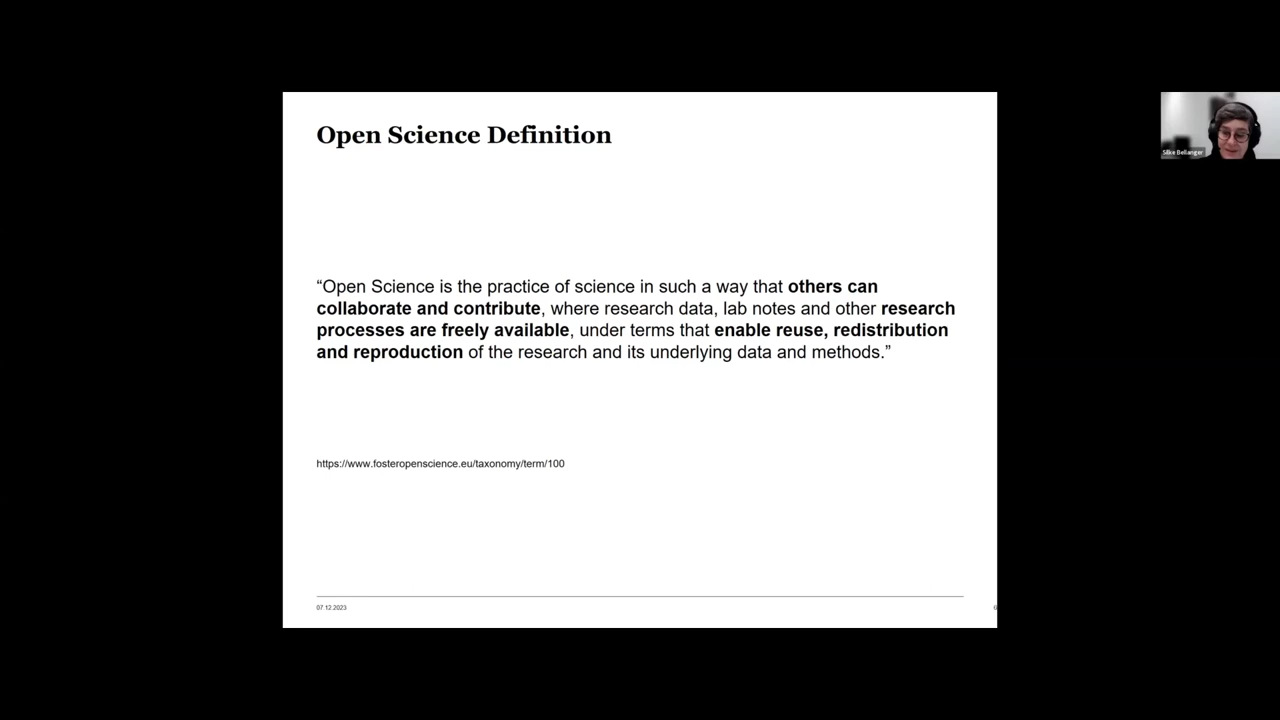 Open Science Definition
Silke Bellanger
“Open Science is the practice of science in such a way that others can
collaborate and contribute, where research data, lab notes and other research
processes are freely available, under terms that enable reuse, redistribution
and reproduction of the research and its underlying data and methods.”
https://www.fosteropenscience.eu/taxonomy/term/100
07.12.2023